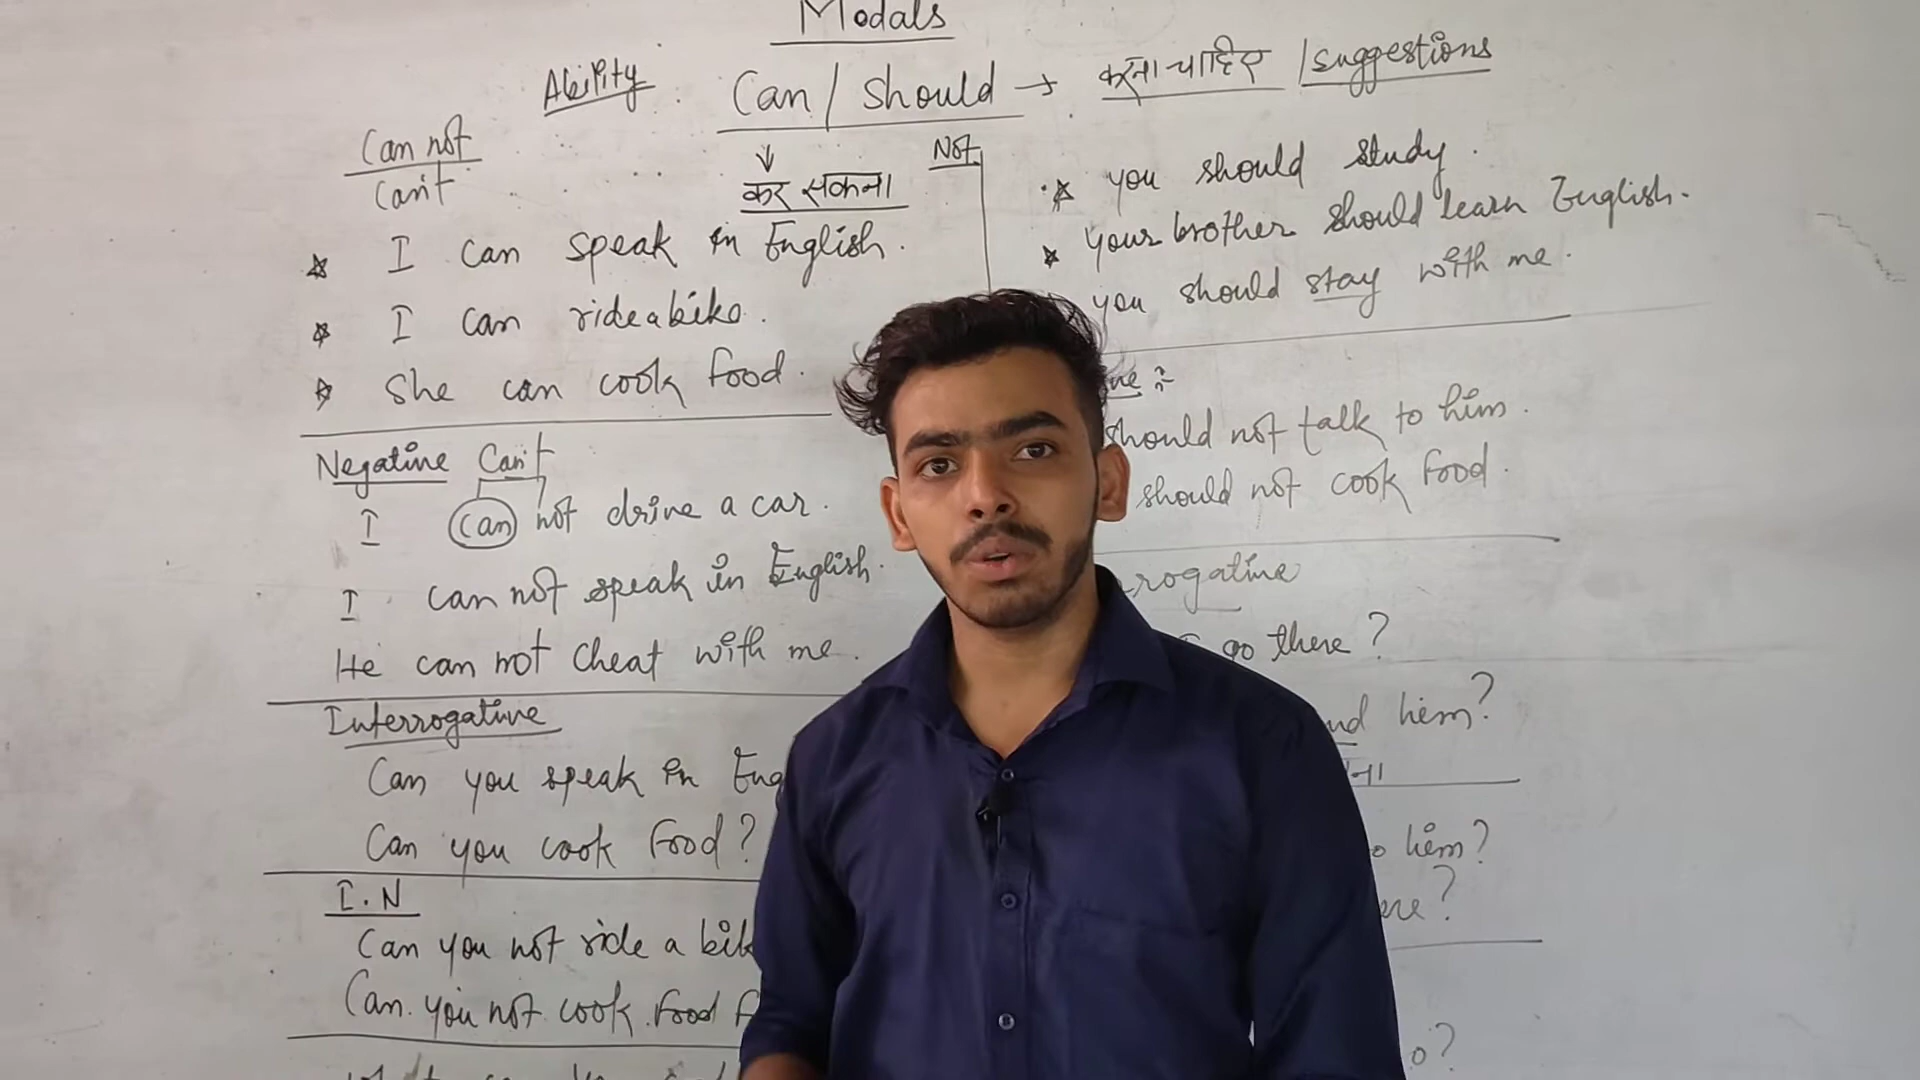 Modals
Ability Can / Should → करना चाहिए / Suggestions
Can not
Can't
कर सकना
Not
I can speak in English.
I can ride a bike.
She can cook food.
you should study.
your brother should learn English.
you should stay with me.
Negative Can't
I can not drive a car.
I can not speak in English.
He can not cheat with me.
should not talk to him.
should not cook food.
Interrogative
Can you speak in Eng
Can you cook food?
go there?
him?
I.N
Can you not ride a bik
Can you not cook food
him?